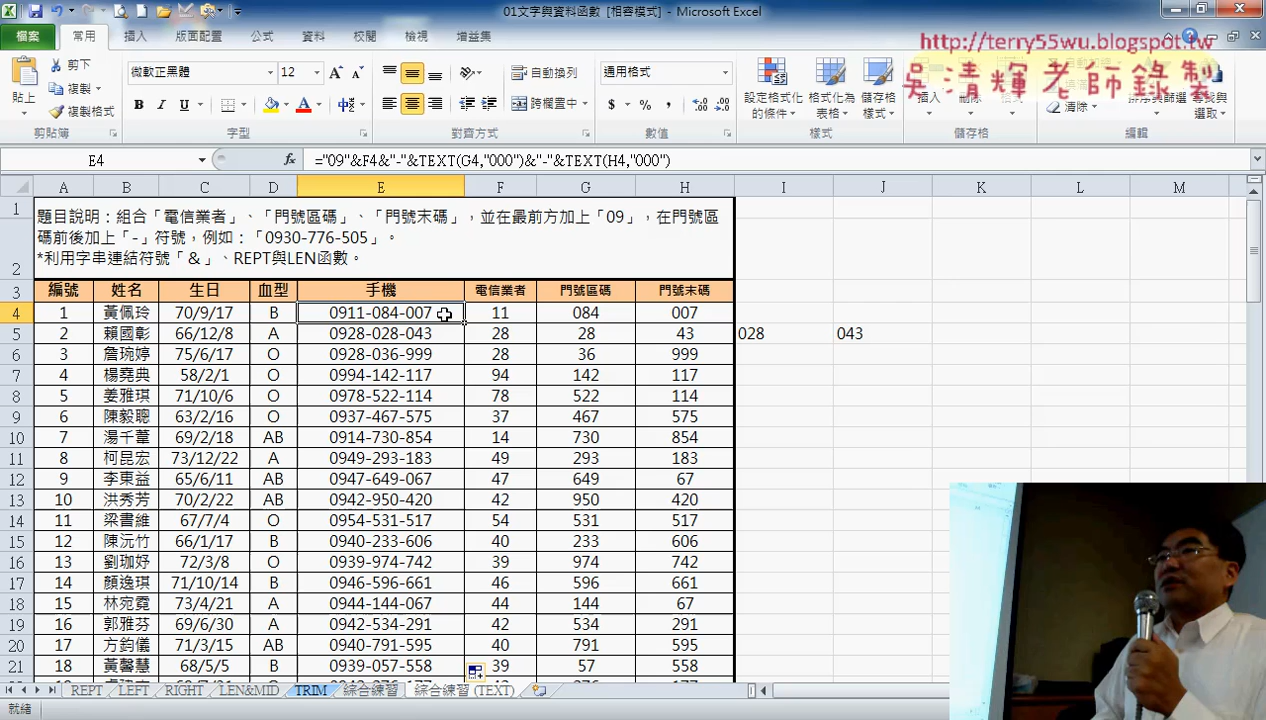 01文字與資料函數 [相容模式] - Microsoft Excel
檔案 常用 插入 版面配置 公式 資料 校閱 檢視 增益集
http://terry55wu.blogspot.tw
吳清輝老師錄製
貼上 剪下 複製 複製格式 剪貼簿
微軟正黑體 12 字型
自動換列 跨欄置中 對齊方式
通用格式 數值
設定格式化的條件 格式化為表格 儲存格樣式 樣式
插入 刪除 儲存格
清除 尋找與選取 編輯
E4 fx ="09"&F4&"-"&TEXT(G4,"000")&"-"&TEXT(H4,"000")
A B C D E F G H I J K L M
1 題目說明：組合「電信業者」、「門號區碼」、「門號末碼」，並在最前方加上「09」，在門號區
碼前後加上「-」符號，例如：「0930-776-505」。
2 *利用字串連結符號「&」、REPT與LEN函數。
3 編號 姓名 生日 血型 手機 電信業者 門號區碼 門號末碼
4 1 黃佩玲 70/9/17 B 0911-084-007 11 084 007
5 2 賴國彰 66/12/8 A 0928-028-043 28 28 43 028 043
6 3 詹琬婷 75/6/17 O 0928-036-999 28 36 999
7 4 楊堯典 58/2/1 O 0994-142-117 94 142 117
8 5 姜雅琪 71/10/6 O 0978-522-114 78 522 114
9 6 陳毅聰 63/2/16 O 0937-467-575 37 467 575
10 7 湯千葦 69/2/18 AB 0914-730-854 14 730 854
11 8 柯昆宏 73/12/22 A 0949-293-183 49 293 183
12 9 李東益 65/6/11 AB 0947-649-067 47 649 67
13 10 洪秀芳 70/2/22 AB 0942-950-420 42 950 420
14 11 梁書維 67/7/4 O 0954-531-517 54 531 517
15 12 陳沅竹 66/1/17 B 0940-233-606 40 233 606
16 13 劉珈妤 72/3/8 O 0939-974-742 39 974 742
17 14 顏逸琪 71/10/14 B 0946-596-661 46 596 661
18 15 林宛霓 73/4/21 A 0944-144-067 44 144 67
19 16 郭雅芬 69/6/30 A 0942-534-291 42 534 291
20 17 方鈞儀 71/3/15 AB 0940-791-595 40 791 595
21 18 黃馨慧 68/5/5 B 0939-057-558 39 57 558
REPT LEFT RIGHT LEN&MID TRIM 綜合練習 綜合練習 (TEXT)
就緒